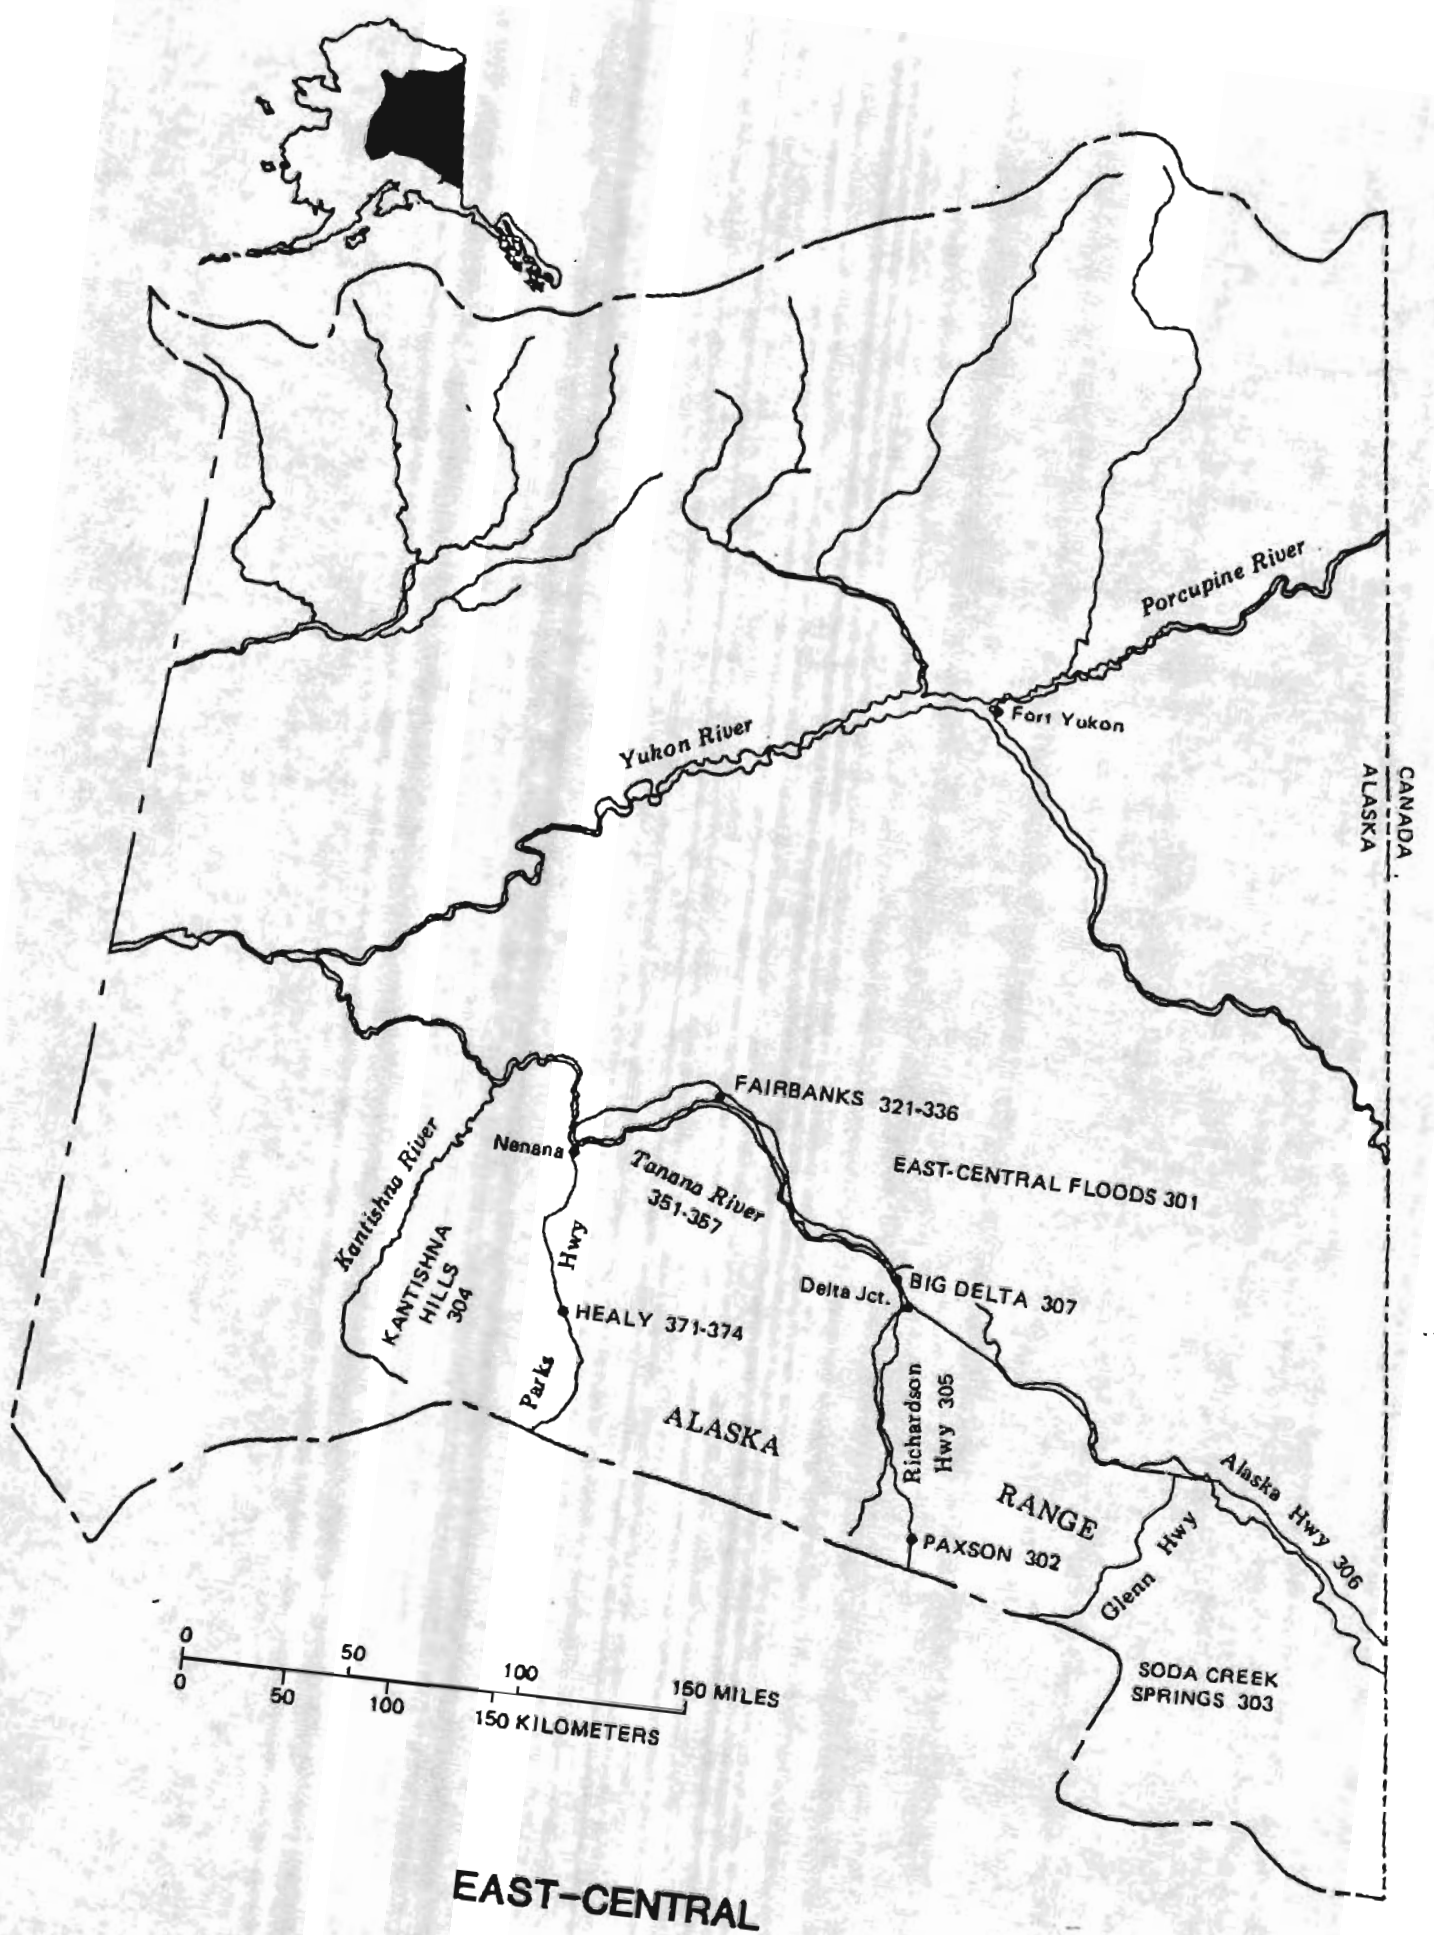 Porcupine River
Fort Yukon
Yukon River
CANADA
ALASKA
FAIRBANKS 321-336
Nenana
Tanana River
351-357
EAST-CENTRAL FLOODS 301
Kantishna River
KANTISHNA
HILLS
304
Hwy
Parks
HEALY 371-374
Delta Jct.
BIG DELTA 307
ALASKA
Richardson
Hwy 305
RANGE
Alaska Hwy 306
PAXSON 302
Glenn Hwy
SODA CREEK
SPRINGS 303
0 50 100 150 MILES
0 50 100 150 KILOMETERS
EAST-CENTRAL